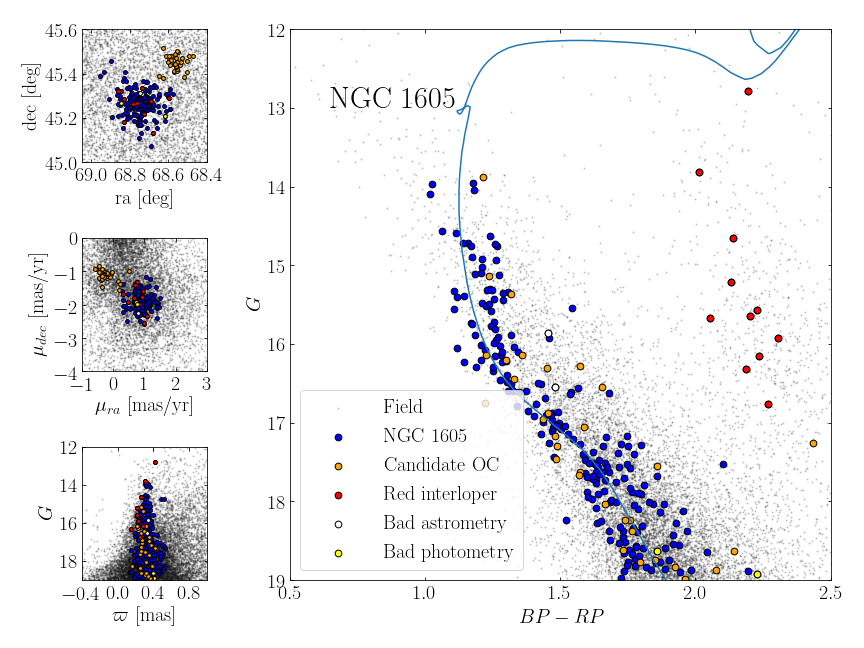 45.6
45.4
45.2
45.0
dec [deg]
69.0 68.8 68.6 68.4
ra [deg]
0
−1
−2
−3
−4
μ_dec [mas/yr]
−1 0 1 2 3
μ_ra [mas/yr]
12
14
16
18
G
−0.4 0.0 0.4 0.8
ϖ [mas]
12
13
14
15
16
17
18
19
G
NGC 1605
Field
NGC 1605
Candidate OC
Red interloper
Bad astrometry
Bad photometry
0.5 1.0 1.5 2.0 2.5
BP − RP